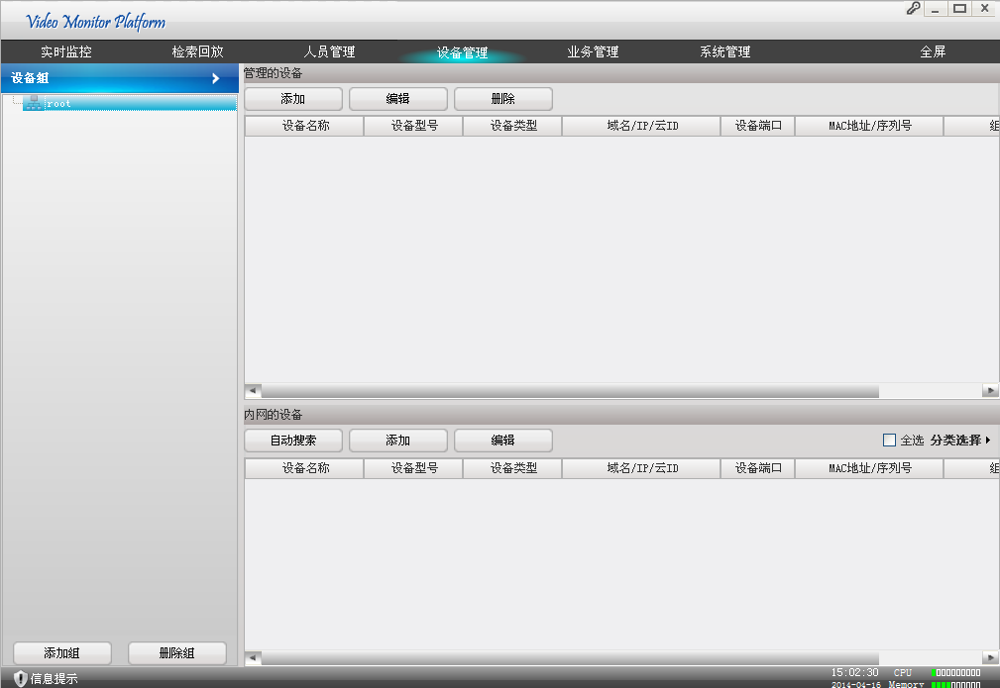 Video Monitor Platform
实时监控 检索回放 人员管理 设备管理 业务管理 系统管理 全屏
设备组
root
管理的设备
添加 编辑 删除
设备名称 设备型号 设备类型 域名/IP/云ID 设备端口 MAC地址/序列号 组
内网的设备
自动搜索 添加 编辑 全选 分类选择
设备名称 设备型号 设备类型 域名/IP/云ID 设备端口 MAC地址/序列号 组
添加组 删除组
信息提示
15:02:30 CPU
2014-04-16 Memory